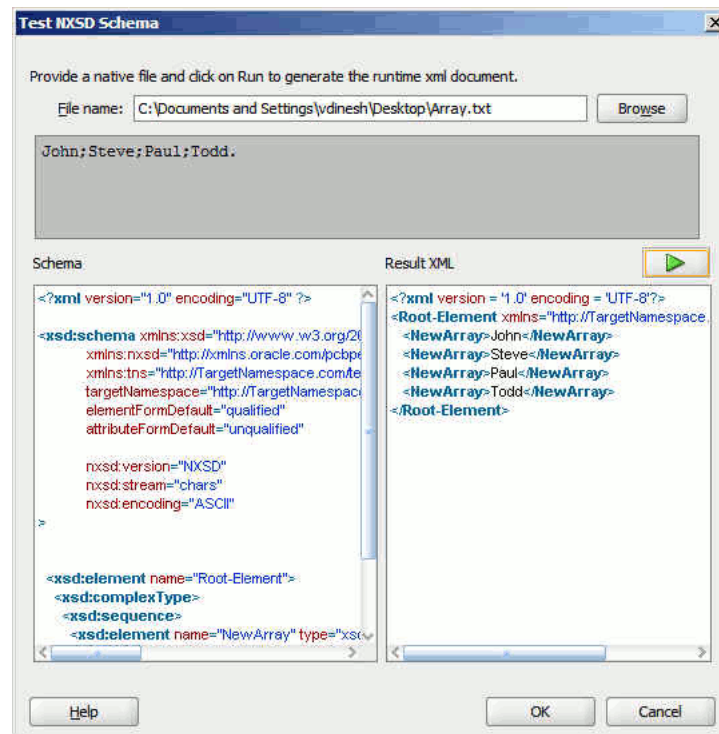 Test NXSD Schema
Provide a native file and click on Run to generate the runtime xml document.
File name: C:\Documents and Settings\vdinesh\Desktop\Array.txt Browse
John;Steve;Paul;Todd.
Schema
<?xml version="1.0" encoding="UTF-8" ?>
<xsd:schema xmlns:xsd="http://www.w3.org/20
xmlns:nxsd="http://xmlns.oracle.com/pcbpe
xmlns:tns="http://TargetNamespace.com/te
targetNamespace="http://TargetNamespac
elementFormDefault="qualified"
attributeFormDefault="unqualified"
nxsd:version="NXSD"
nxsd:stream="chars"
nxsd:encoding="ASCII"
>
<xsd:element name="Root-Element">
<xsd:complexType>
<xsd:sequence>
<xsd:element name="NewArray" type="xsd
Result XML
<?xml version = '1.0' encoding = 'UTF-8'?>
<Root-Element xmlns="http://TargetNamespace.
<NewArray>John</NewArray>
<NewArray>Steve</NewArray>
<NewArray>Paul</NewArray>
<NewArray>Todd</NewArray>
</Root-Element>
Help OK Cancel